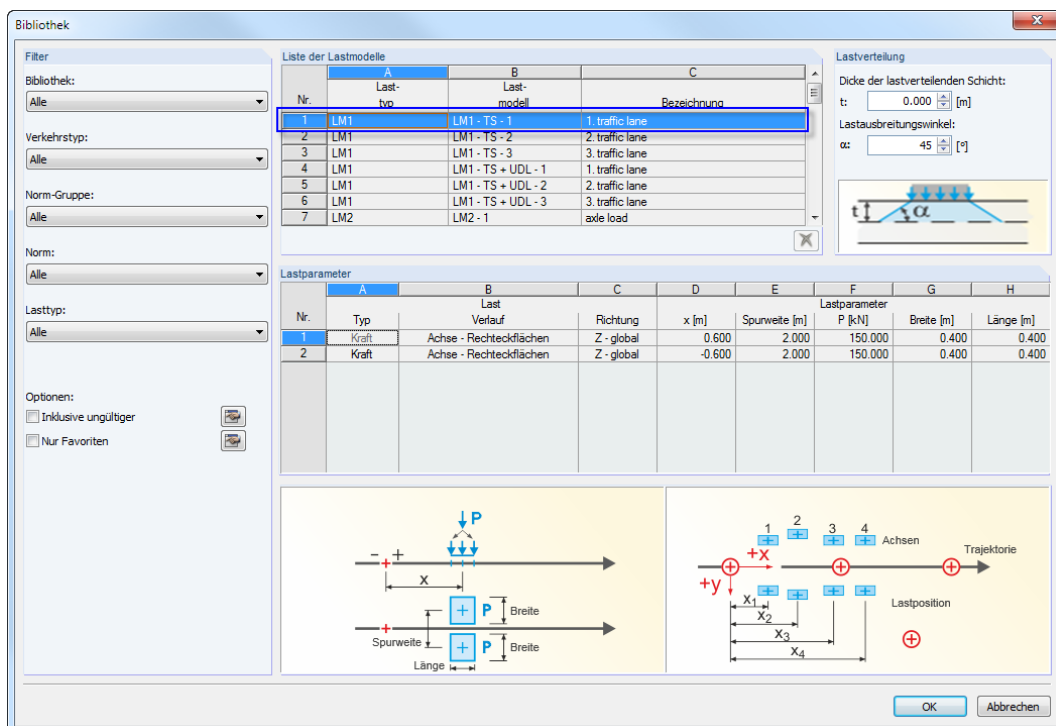 Bibliothek
x
Filter
Bibliothek:
Alle
Verkehrstyp:
Alle
Norm-Gruppe:
Alle
Norm:
Alle
Lasttyp:
Alle
Optionen:
Inklusive ungültiger
Nur Favoriten
Liste der Lastmodelle
A B C
Last- Last-
Nr. typ modell Bezeichnung
1 LM1 LM1 - TS - 1 1. traffic lane
2 LM1 LM1 - TS - 2 2. traffic lane
3 LM1 LM1 - TS - 3 3. traffic lane
4 LM1 LM1 - TS + UDL - 1 1. traffic lane
5 LM1 LM1 - TS + UDL - 2 2. traffic lane
6 LM1 LM1 - TS + UDL - 3 3. traffic lane
7 LM2 LM2 - 1 axle load
Lastverteilung
Dicke der lastverteilenden Schicht:
t: 0.000 [m]
Lastausbreitungswinkel:
α: 45 [°]
t α
Lastparameter
A B C D E F G H
Last Lastparameter
Nr. Typ Verlauf Richtung x [m] Spurweite [m] P [kN] Breite [m] Länge [m]
1 Kraft Achse - Rechteckflächen Z - global 0.600 2.000 150.000 0.400 0.400
2 Kraft Achse - Rechteckflächen Z - global -0.600 2.000 150.000 0.400 0.400
P
- +
x
P Breite
Spurweite
P Breite
Länge
1 2 3 4
Achsen
+x
Trajektorie
+y
x1
x2
x3
x4
Lastposition
OK Abbrechen